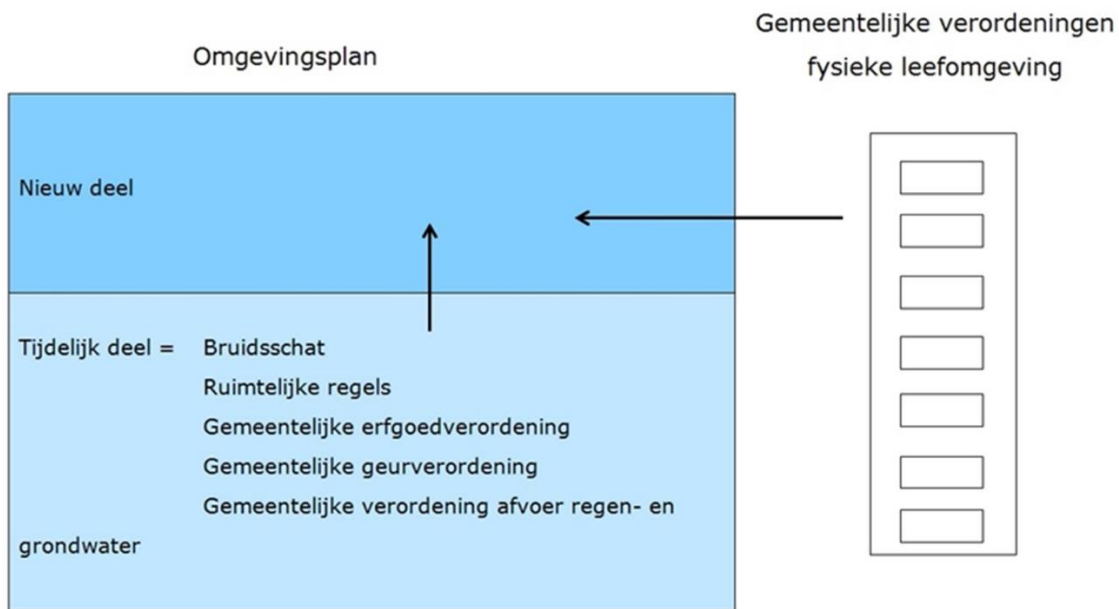 Omgevingsplan
Gemeentelijke verordeningen
fysieke leefomgeving
Nieuw deel
Tijdelijk deel = Bruidsschat
Ruimtelijke regels
Gemeentelijke erfgoedverordening
Gemeentelijke geurverordening
Gemeentelijke verordening afvoer regen- en
grondwater